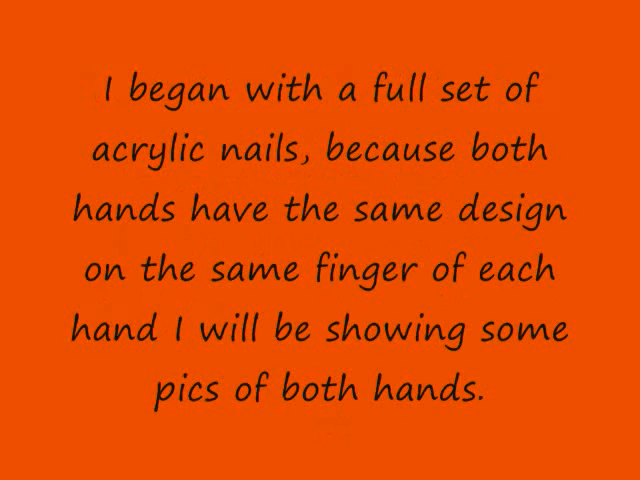 I began with a full set of
acrylic nails, because both
hands have the same design
on the same finger of each
hand I will be showing some
pics of both hands.